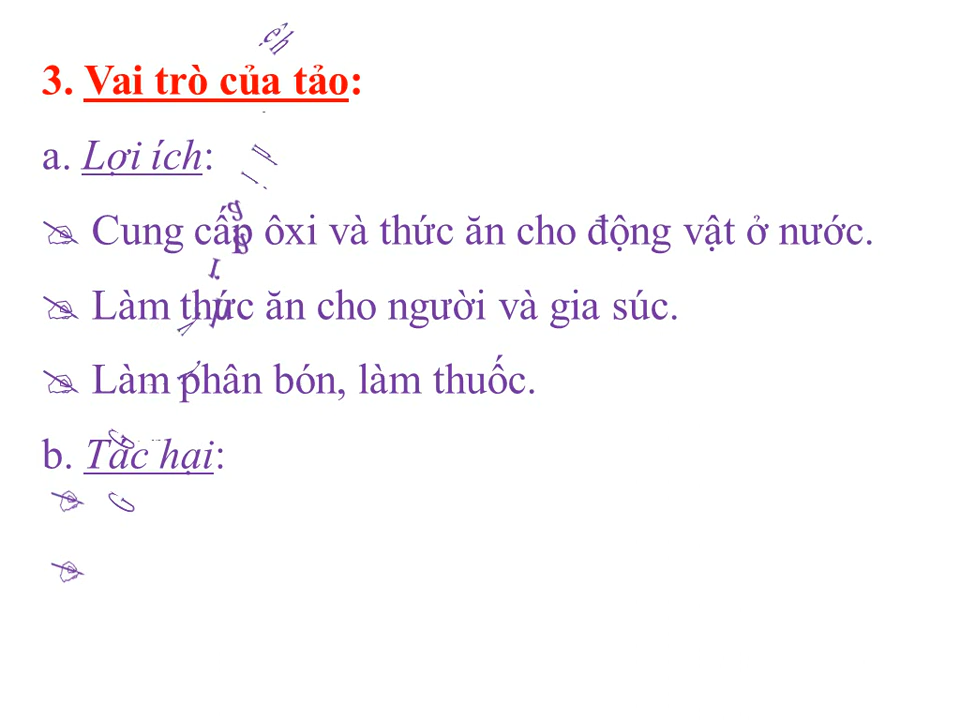 3. Vai trò của tảo:
a. Lợi ích:
Cung cấp ôxi và thức ăn cho động vật ở nước.
Làm thức ăn cho người và gia súc.
Làm phân bón, làm thuốc.
b. Tác hại: